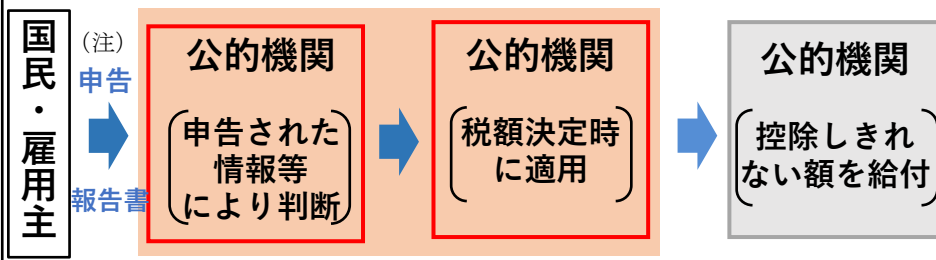 国民・雇用主
(注)
申告
報告書
公的機関
申告された
情報等
により判断
公的機関
税額決定時
に適用
公的機関
控除しきれ
ない額を給付